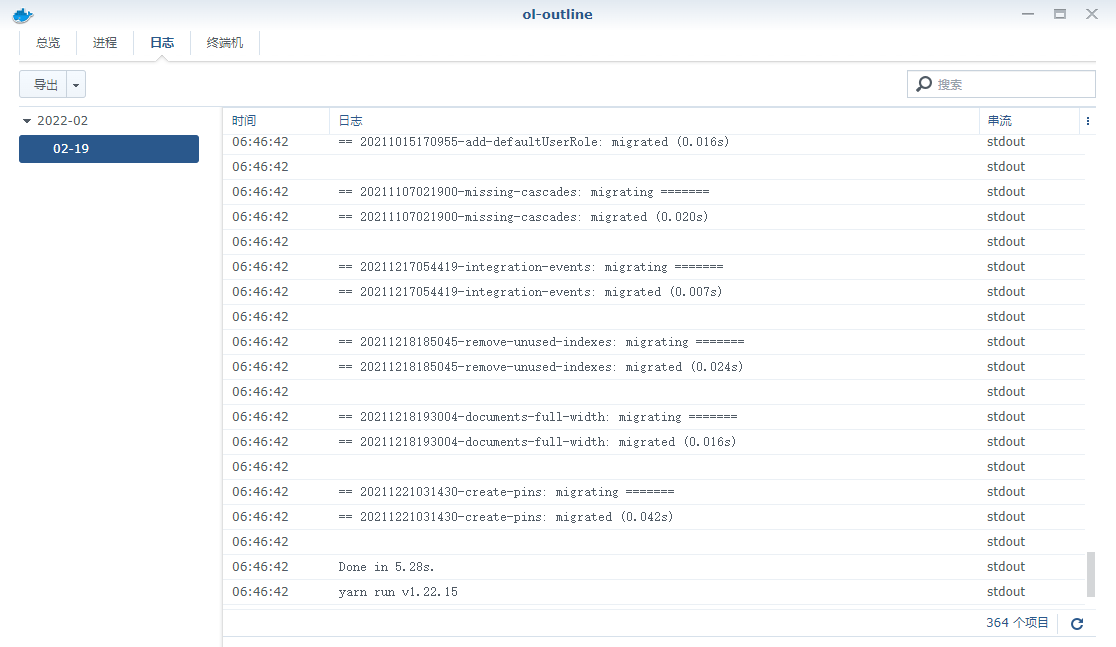 ol-outline
总览 进程 日志 终端机
导出 搜索
2022-02
02-19
时间 日志 串流
06:46:42 == 20211015170955-add-defaultUserRole: migrated (0.016s) stdout
06:46:42 stdout
06:46:42 == 20211107021900-missing-cascades: migrating ======= stdout
06:46:42 == 20211107021900-missing-cascades: migrated (0.020s) stdout
06:46:42 stdout
06:46:42 == 20211217054419-integration-events: migrating ======= stdout
06:46:42 == 20211217054419-integration-events: migrated (0.007s) stdout
06:46:42 stdout
06:46:42 == 20211218185045-remove-unused-indexes: migrating ======= stdout
06:46:42 == 20211218185045-remove-unused-indexes: migrated (0.024s) stdout
06:46:42 stdout
06:46:42 == 20211218193004-documents-full-width: migrating ======= stdout
06:46:42 == 20211218193004-documents-full-width: migrated (0.016s) stdout
06:46:42 stdout
06:46:42 == 20211221031430-create-pins: migrating ======= stdout
06:46:42 == 20211221031430-create-pins: migrated (0.042s) stdout
06:46:42 stdout
06:46:42 Done in 5.28s. stdout
06:46:42 yarn run v1.22.15 stdout
364 个项目